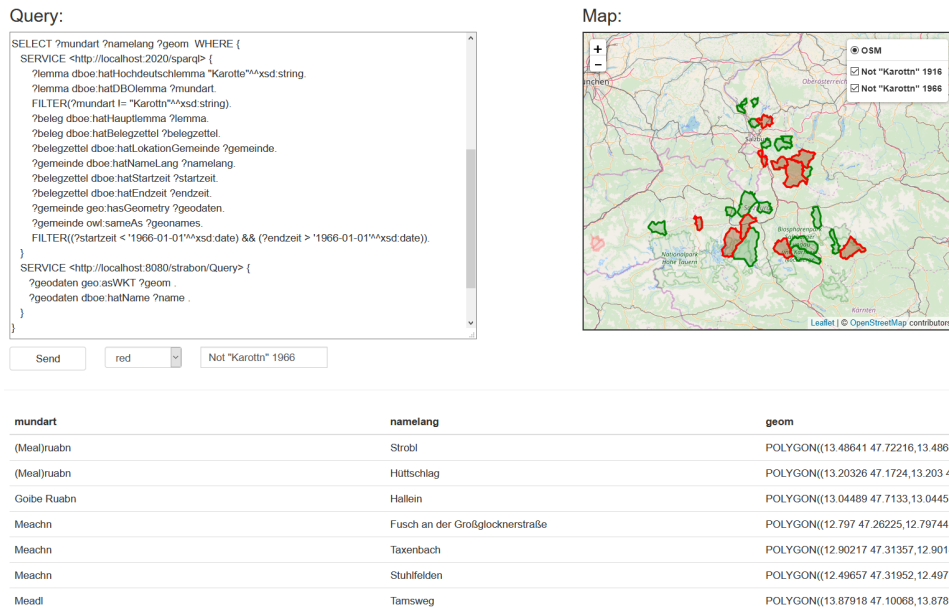 Query:
SELECT ?mundart ?namelang ?geom WHERE {
SERVICE <http://localhost:2020/sparql> {
?lemma dboe:hatHochdeutschlemma "Karotte"^^xsd:string.
?lemma dboe:hatDBOlemma ?mundart.
FILTER(?mundart != "Karottn"^^xsd:string).
?beleg dboe:hatHauptlemma ?lemma.
?beleg dboe:hatBelegzettel ?belegzettel.
?belegzettel dboe:hatLokationGemeinde ?gemeinde.
?gemeinde dboe:hatNameLang ?namelang.
?belegzettel dboe:hatStartzeit ?startzeit.
?belegzettel dboe:hatEndzeit ?endzeit.
?gemeinde geo:hasGeometry ?geodaten.
?gemeinde owl:sameAs ?geonames.
FILTER((?startzeit < '1966-01-01'^^xsd:date) && (?endzeit > '1966-01-01'^^xsd:date)).
}
SERVICE <http://localhost:8080/strabon/Query> {
?geodaten geo:asWKT ?geom .
?geodaten dboe:hatName ?name .
}
}
Send
red
Not "Karottn" 1966
Map:
+
−
OSM
Not "Karottn" 1916
Not "Karottn" 1966
Oberösterreich
Nationalpark
Hohe Tauern
Kärnten
Leaflet | © OpenStreetMap contributors
mundart namelang geom
(Meal)ruabn Strobl POLYGON((13.48641 47.72216,13.486
(Meal)ruabn Hüttschlag POLYGON((13.20326 47.1724,13.203 4
Goibe Ruabn Hallein POLYGON((13.04489 47.7133,13.0445
Meachn Fusch an der Großglocknerstraße POLYGON((12.797 47.26225,12.79744
Meachn Taxenbach POLYGON((12.90217 47.31357,12.901
Meachn Stuhlfelden POLYGON((12.49657 47.31952,12.497
Meadl Tamsweg POLYGON((13.87918 47.10068,13.878